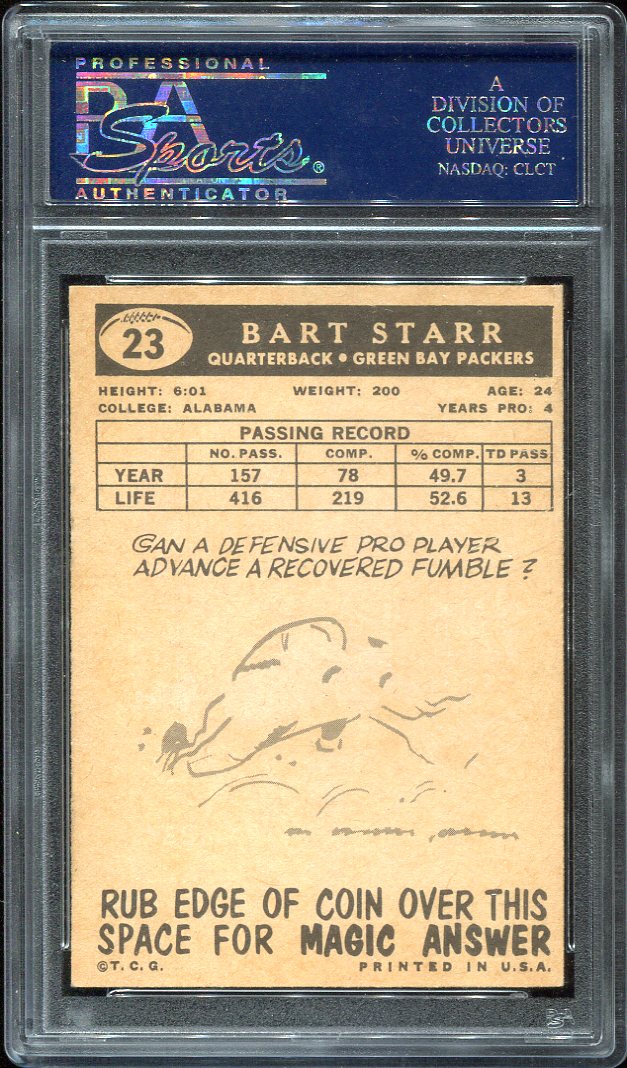 PROFESSIONAL
PSA
Sports®
AUTHENTICATOR
A
DIVISION OF
COLLECTORS
UNIVERSE
NASDAQ: CLCT
23
BART STARR
QUARTERBACK • GREEN BAY PACKERS
HEIGHT: 6:01 WEIGHT: 200 AGE: 24
COLLEGE: ALABAMA YEARS PRO: 4
PASSING RECORD
NO. PASS. COMP. % COMP. TD PASS
YEAR 157 78 49.7 3
LIFE 416 219 52.6 13
CAN A DEFENSIVE PRO PLAYER
ADVANCE A RECOVERED FUMBLE?
RUB EDGE OF COIN OVER THIS
SPACE FOR MAGIC ANSWER
©T.C.G. PRINTED IN U.S.A.